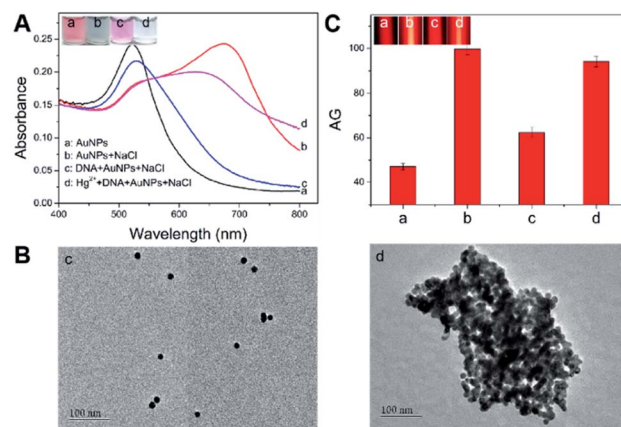 A
a b c d
0.25
0.20
0.15
0.10
0.05
0.00
Absorbance
a: AuNPs
b: AuNPs+NaCl
c: DNA+AuNPs+NaCl
d: Hg²⁺+DNA+AuNPs+NaCl
d
b
c
a
400 500 600 700 800
Wavelength (nm)
C
a b c d
100
80
60
40
AG
a b c d
B
c
100 nm
d
100 nm